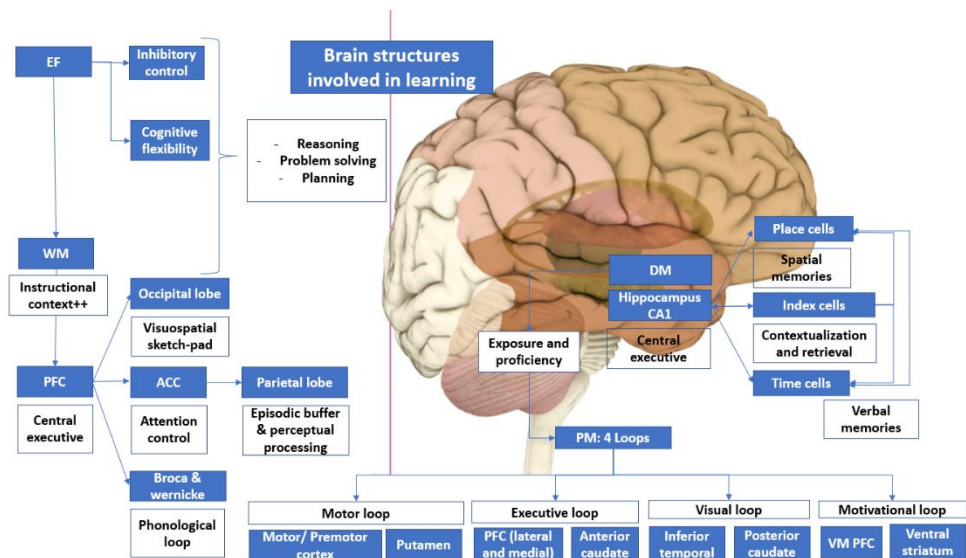 Brain structures
involved in learning
EF
Inhibitory
control
Cognitive
flexibility
- Reasoning
- Problem solving
- Planning
WM
Instructional
context++
Occipital lobe
Visuospatial
sketch-pad
PFC
Central
executive
ACC
Attention
control
Parietal lobe
Episodic buffer
& perceptual
processing
Broca &
wernicke
Phonological
loop
DM
Hippocampus
CA1
Central
executive
Exposure and
proficiency
Place cells
Spatial
memories
Index cells
Contextualization
and retrieval
Time cells
Verbal
memories
PM: 4 Loops
Motor loop
Motor/ Premotor
cortex
Putamen
Executive loop
PFC (lateral
and medial)
Anterior
caudate
Visual loop
Inferior
temporal
Posterior
caudate
Motivational loop
VM PFC
Ventral
striatum